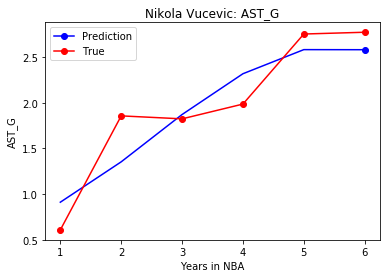 Nikola Vucevic: AST_G
Prediction
True
AST_G
2.5
2.0
1.5
1.0
0.5
1 2 3 4 5 6
Years in NBA